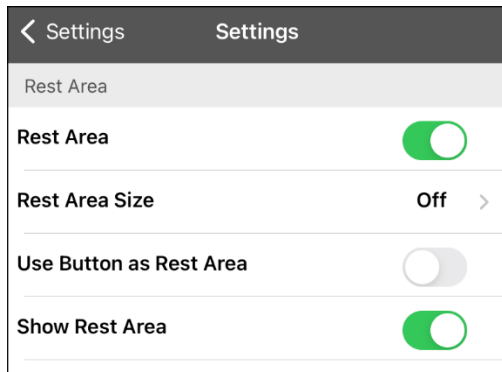 Settings Settings
Rest Area
Rest Area
Rest Area Size Off
Use Button as Rest Area
Show Rest Area